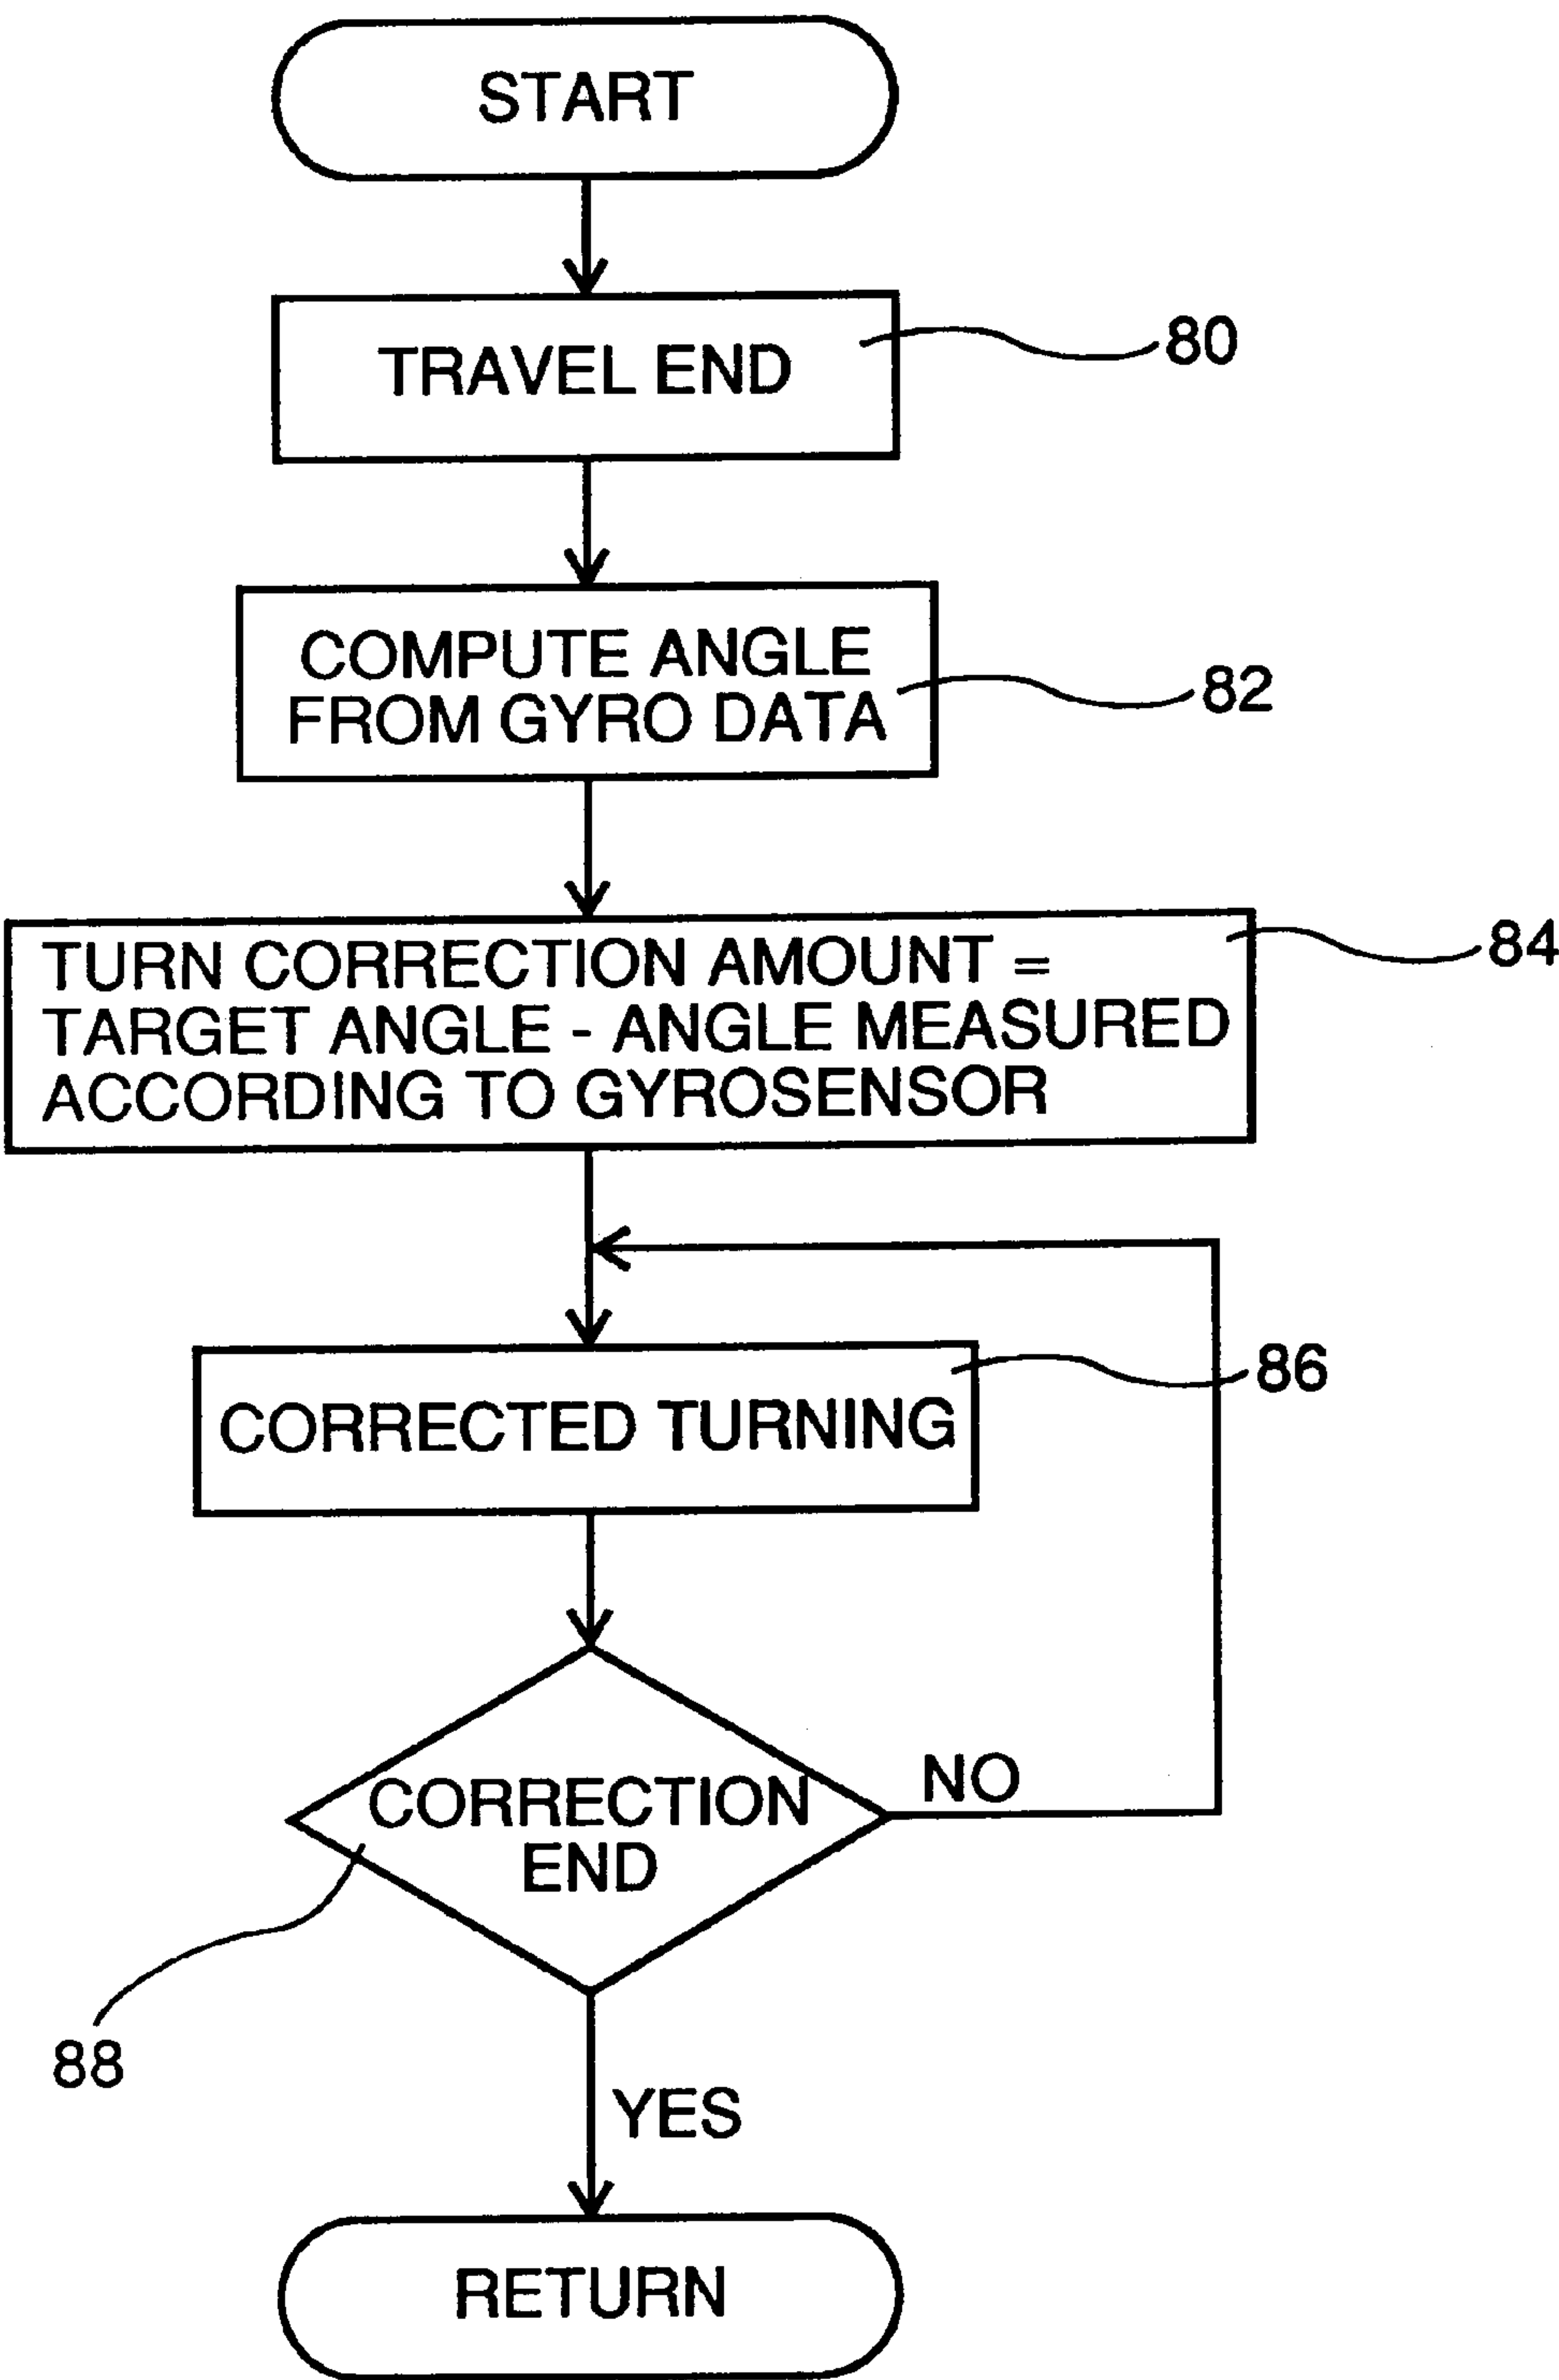 START
TRAVEL END
80
COMPUTE ANGLE
FROM GYRO DATA
82
TURN CORRECTION AMOUNT =
TARGET ANGLE - ANGLE MEASURED
ACCORDING TO GYROSENSOR
84
CORRECTED TURNING
86
CORRECTION
END
NO
88
YES
RETURN